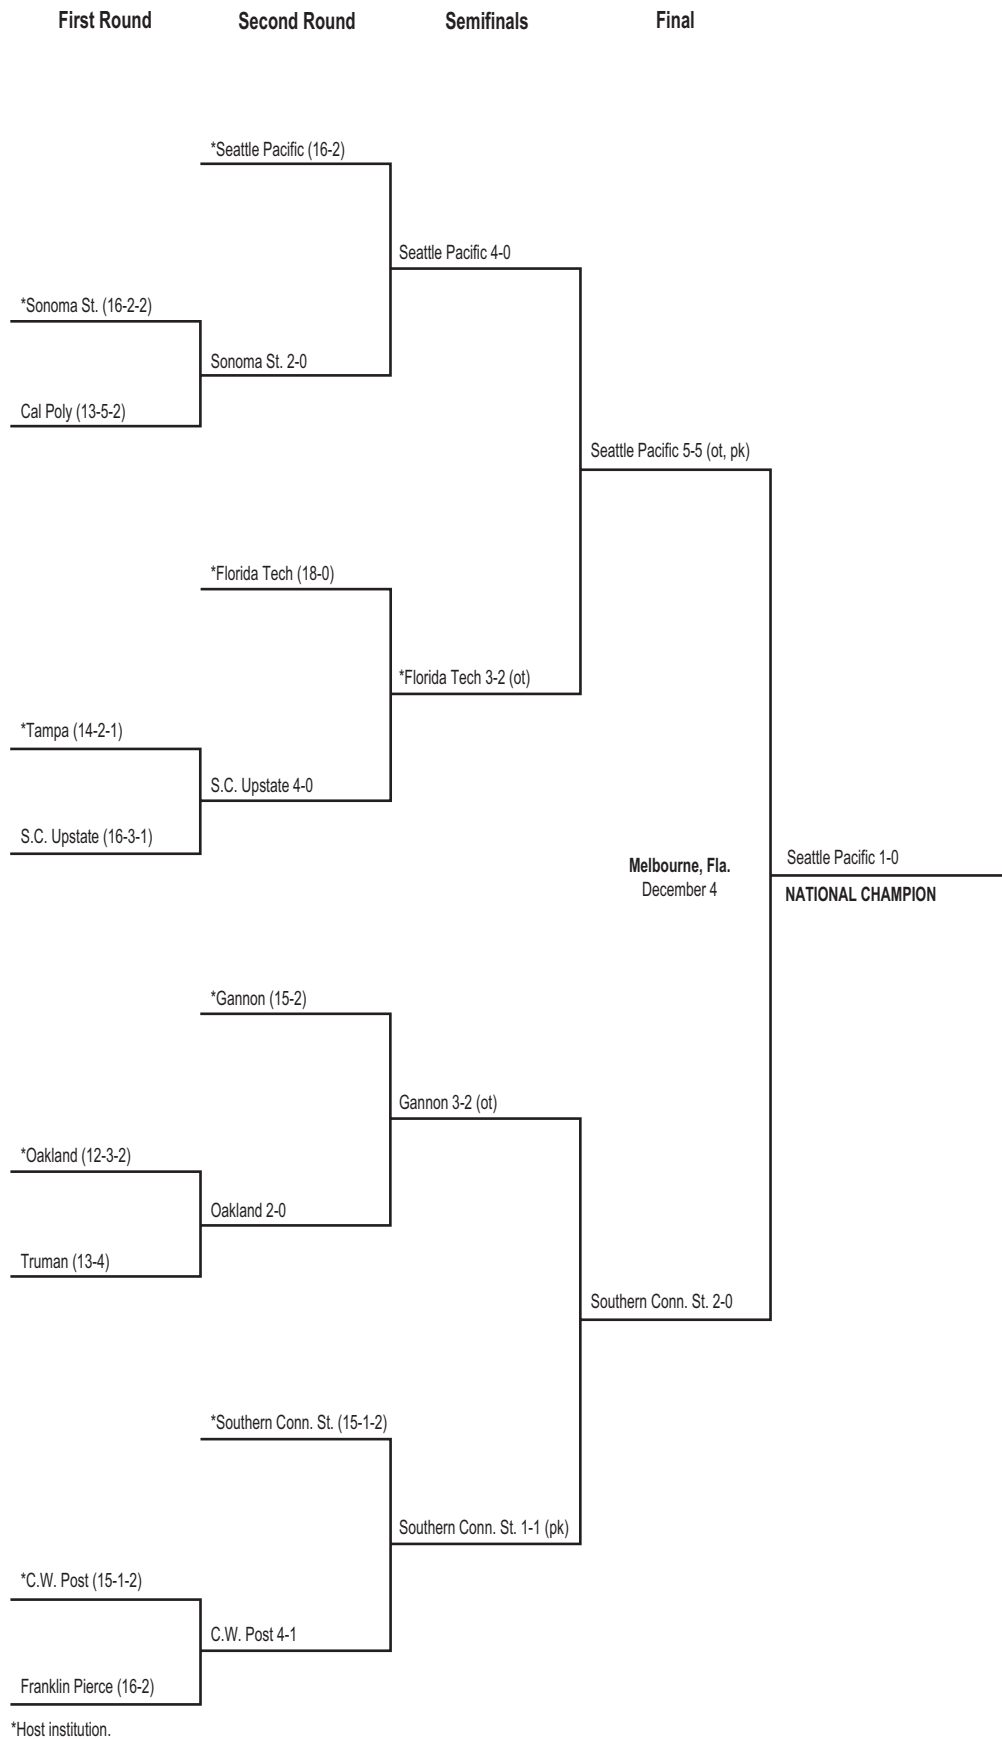 First Round Second Round Semifinals Final
*Seattle Pacific (16-2)
Seattle Pacific 4-0
*Sonoma St. (16-2-2)
Sonoma St. 2-0
Cal Poly (13-5-2)
Seattle Pacific 5-5 (ot, pk)
*Florida Tech (18-0)
*Florida Tech 3-2 (ot)
*Tampa (14-2-1)
S.C. Upstate 4-0
S.C. Upstate (16-3-1)
Seattle Pacific 1-0
Melbourne, Fla.
December 4
NATIONAL CHAMPION
*Gannon (15-2)
Gannon 3-2 (ot)
*Oakland (12-3-2)
Oakland 2-0
Truman (13-4)
Southern Conn. St. 2-0
*Southern Conn. St. (15-1-2)
Southern Conn. St. 1-1 (pk)
*C.W. Post (15-1-2)
C.W. Post 4-1
Franklin Pierce (16-2)
*Host institution.